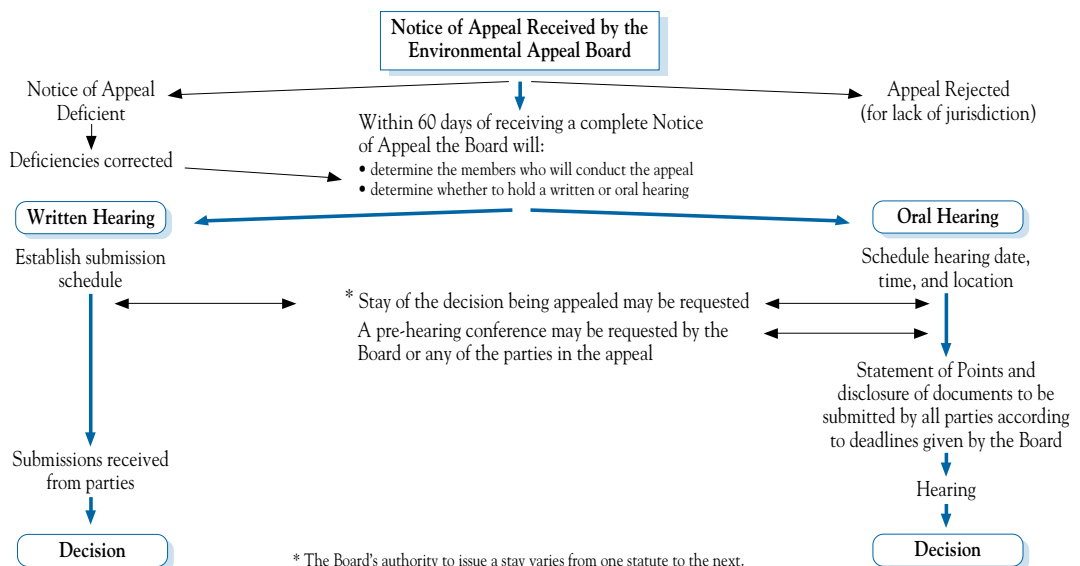 Notice of Appeal Received by the
Environmental Appeal Board
Notice of Appeal
Deficient
Deficiencies corrected
Within 60 days of receiving a complete Notice
of Appeal the Board will:
• determine the members who will conduct the appeal
• determine whether to hold a written or oral hearing
Appeal Rejected
(for lack of jurisdiction)
Written Hearing
Establish submission
schedule
Oral Hearing
Schedule hearing date,
time, and location
* Stay of the decision being appealed may be requested
A pre-hearing conference may be requested by the
Board or any of the parties in the appeal
Statement of Points and
disclosure of documents to be
submitted by all parties according
to deadlines given by the Board
Submissions received
from parties
Hearing
Decision
Decision
* The Board's authority to issue a stay varies from one statute to the next.